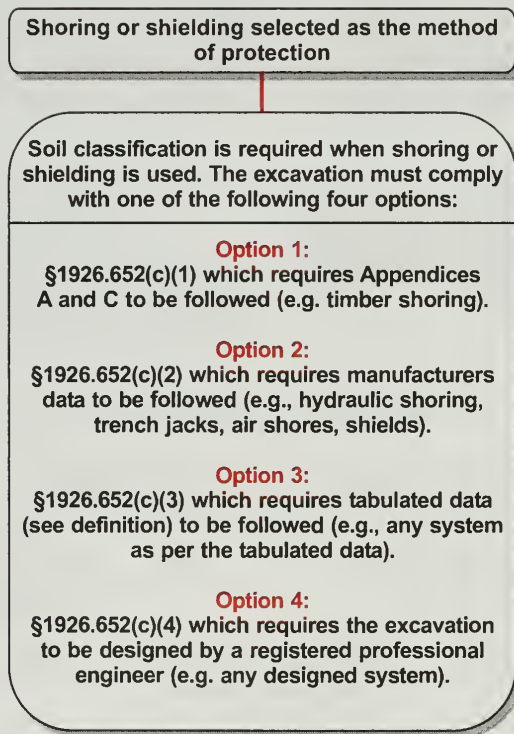 Shoring or shielding selected as the method
of protection
Soil classification is required when shoring or
shielding is used. The excavation must comply
with one of the following four options:
Option 1:
§1926.652(c)(1) which requires Appendices
A and C to be followed (e.g. timber shoring).
Option 2:
§1926.652(c)(2) which requires manufacturers
data to be followed (e.g., hydraulic shoring,
trench jacks, air shores, shields).
Option 3:
§1926.652(c)(3) which requires tabulated data
(see definition) to be followed (e.g., any system
as per the tabulated data).
Option 4:
§1926.652(c)(4) which requires the excavation
to be designed by a registered professional
engineer (e.g. any designed system).